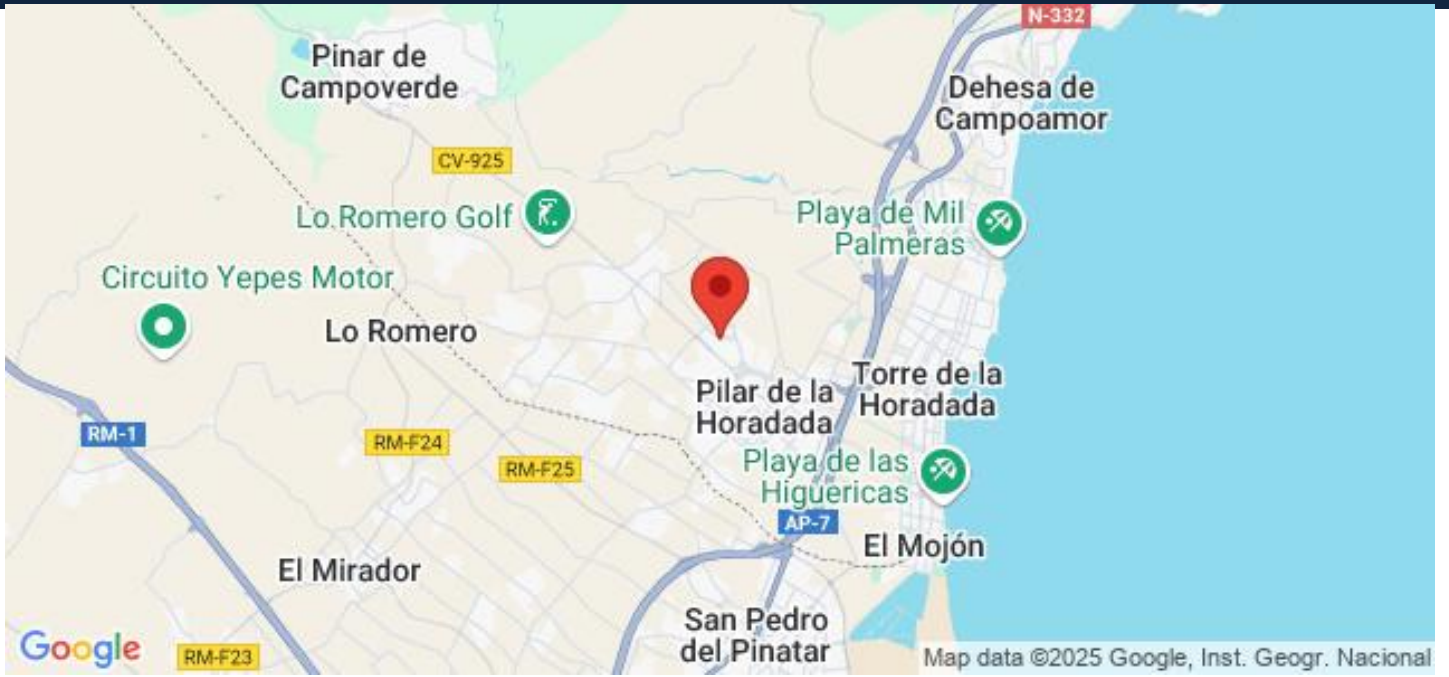 N-332
Pinar de
Campoverde
Dehesa de
Campoamor
CV-925
Lo Romero Golf
Playa de Mil
Palmeras
Circuito Yepes Motor
Lo Romero
Pilar de la
Horadada
Torre de la
Horadada
RM-1
RM-F24
RM-F25
Playa de las
Higuericas
AP-7
El Mojón
El Mirador
San Pedro
del Pinatar
Google
RM-F23
Map data ©2025 Google, Inst. Geogr. Nacional